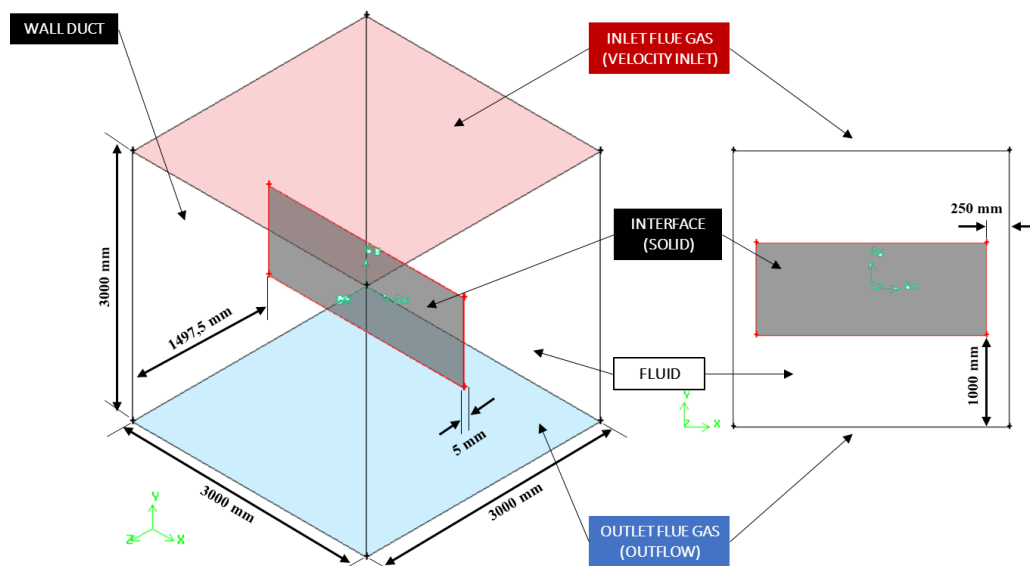 WALL DUCT
INLET FLUE GAS
(VELOCITY INLET)
250 mm
INTERFACE
(SOLID)
3000 mm
1497,5 mm
FLUID
1000 mm
5 mm
Y
Z
X
3000 mm
3000 mm
Y
Z
X
OUTLET FLUE GAS
(OUTFLOW)